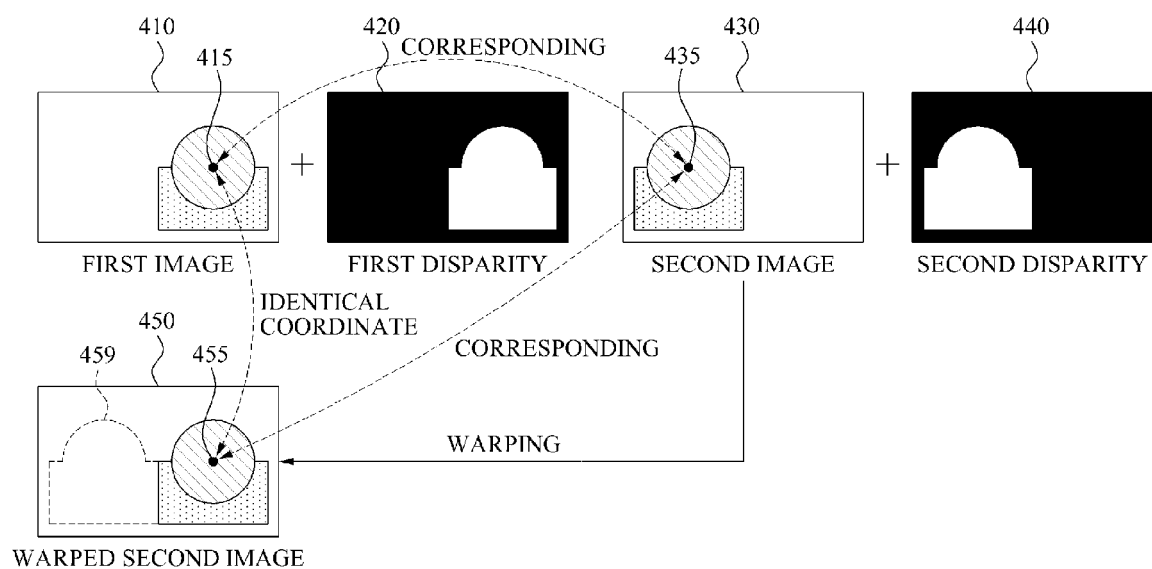 410
420
430
440
CORRESPONDING
415
435
+
+
FIRST IMAGE
FIRST DISPARITY
SECOND IMAGE
SECOND DISPARITY
IDENTICAL
COORDINATE
450
459
455
CORRESPONDING
WARPING
WARPED SECOND IMAGE